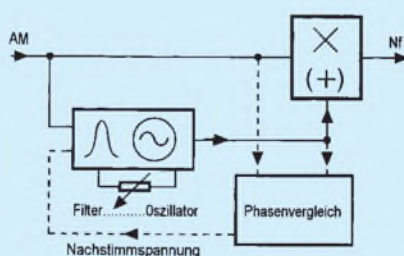 AM
Nf
(+)
Phasenvergleich
Filter.........Oszillator
Nachstimmspannung